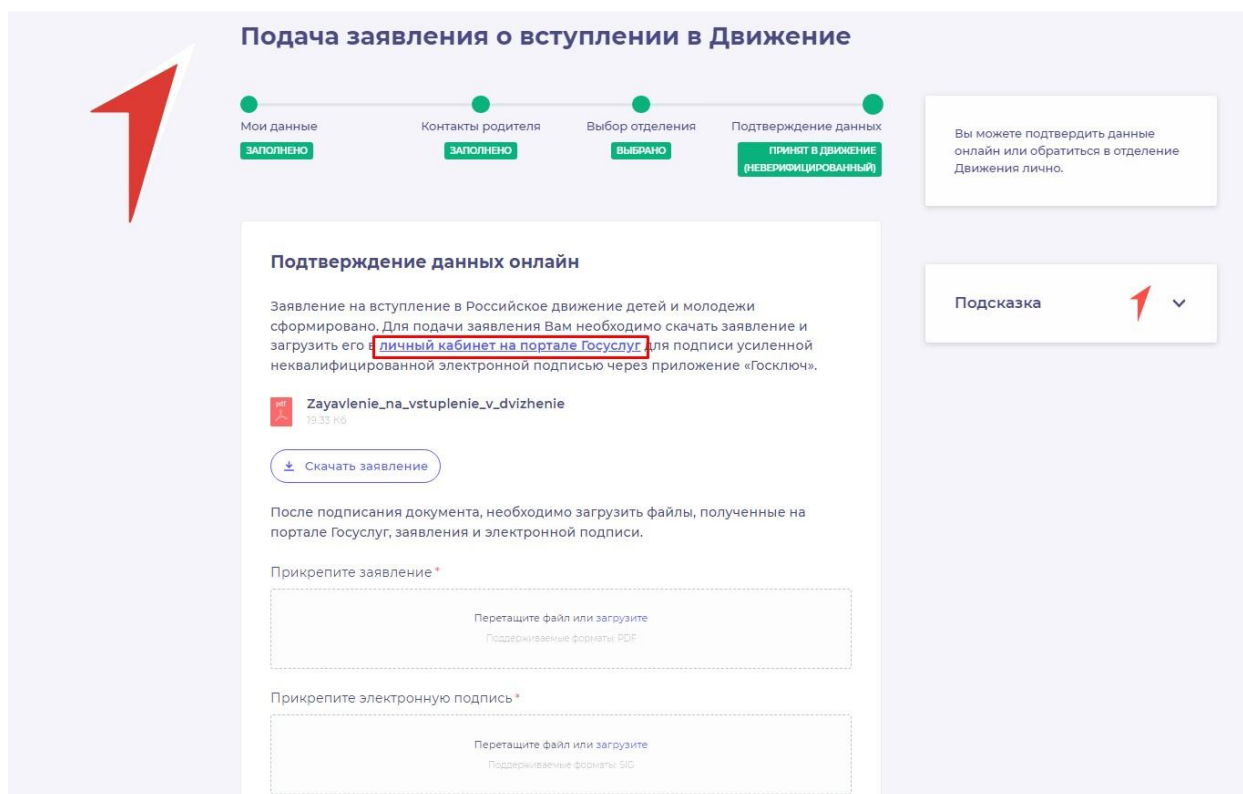 Подача заявления о вступлении в Движение
Мои данные
ЗАПОЛНЕНО
Контакты родителя
ЗАПОЛНЕНО
Выбор отделения
ВЫБРАНО
Подтверждение данных
ПРИНЯТ В ДВИЖЕНИЕ
(НЕВЕРИФИЦИРОВАННЫЙ)
Вы можете подтвердить данные
онлайн или обратиться в отделение
Движения лично.
Подсказка
Подтверждение данных онлайн
Заявление на вступление в Российское движение детей и молодежи
сформировано. Для подачи заявления Вам необходимо скачать заявление и
загрузить его в личный кабинет на портале Госуслуг для подписи усиленной
неквалифицированной электронной подписью через приложение «Госключ».
pdf
Zayavlenie_na_vstuplenie_v_dvizhenie
19.33 Кб
Скачать заявление
После подписания документа, необходимо загрузить файлы, полученные на
портале Госуслуг, заявления и электронной подписи.
Прикрепите заявление *
Перетащите файл или загрузите
Поддерживаемые форматы: PDF
Прикрепите электронную подпись *
Перетащите файл или загрузите
Поддерживаемые форматы: SIG